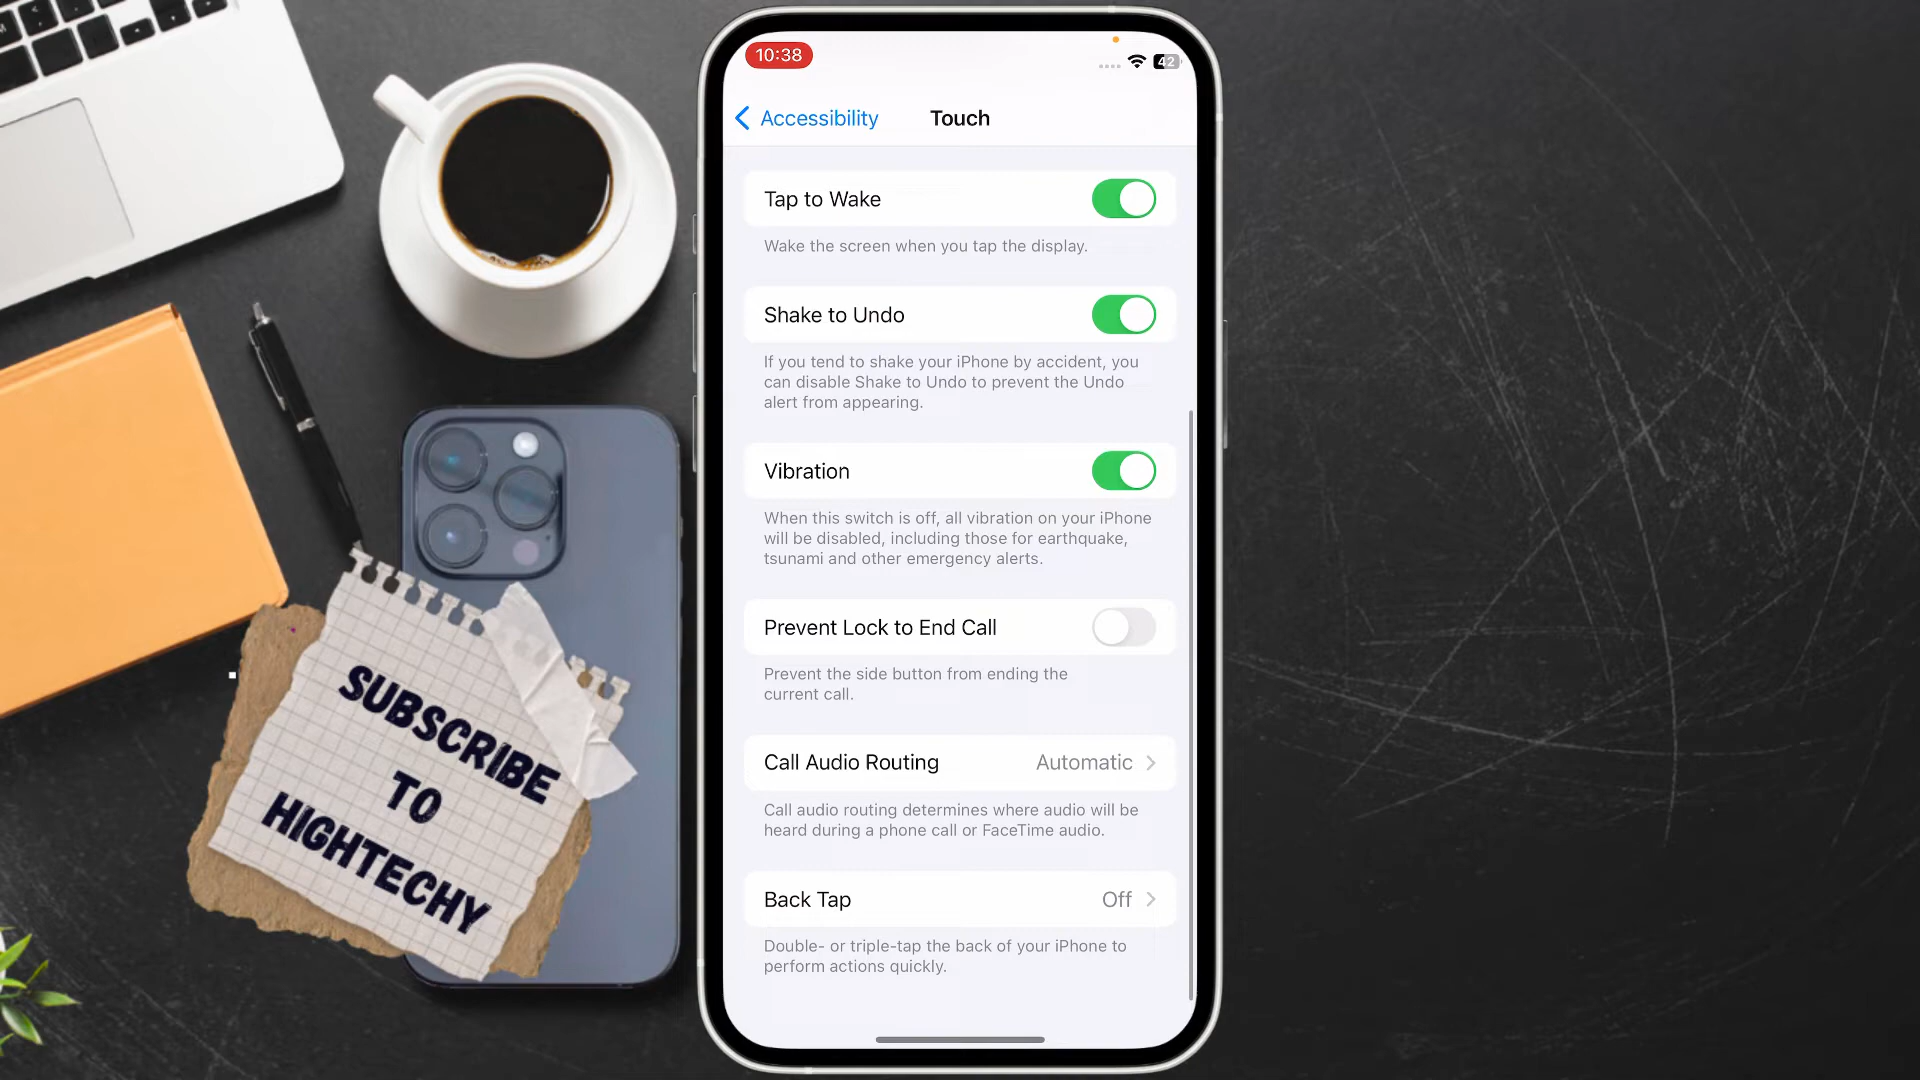 10:38
42
Accessibility
Touch
Tap to Wake
Wake the screen when you tap the display.
Shake to Undo
If you tend to shake your iPhone by accident, you
can disable Shake to Undo to prevent the Undo
alert from appearing.
Vibration
When this switch is off, all vibration on your iPhone
will be disabled, including those for earthquake,
tsunami and other emergency alerts.
Prevent Lock to End Call
Prevent the side button from ending the
current call.
Call Audio Routing Automatic
Call audio routing determines where audio will be
heard during a phone call or FaceTime audio.
Back Tap Off
Double- or triple-tap the back of your iPhone to
perform actions quickly.
SUBSCRIBE
TO
HIGHTECHY